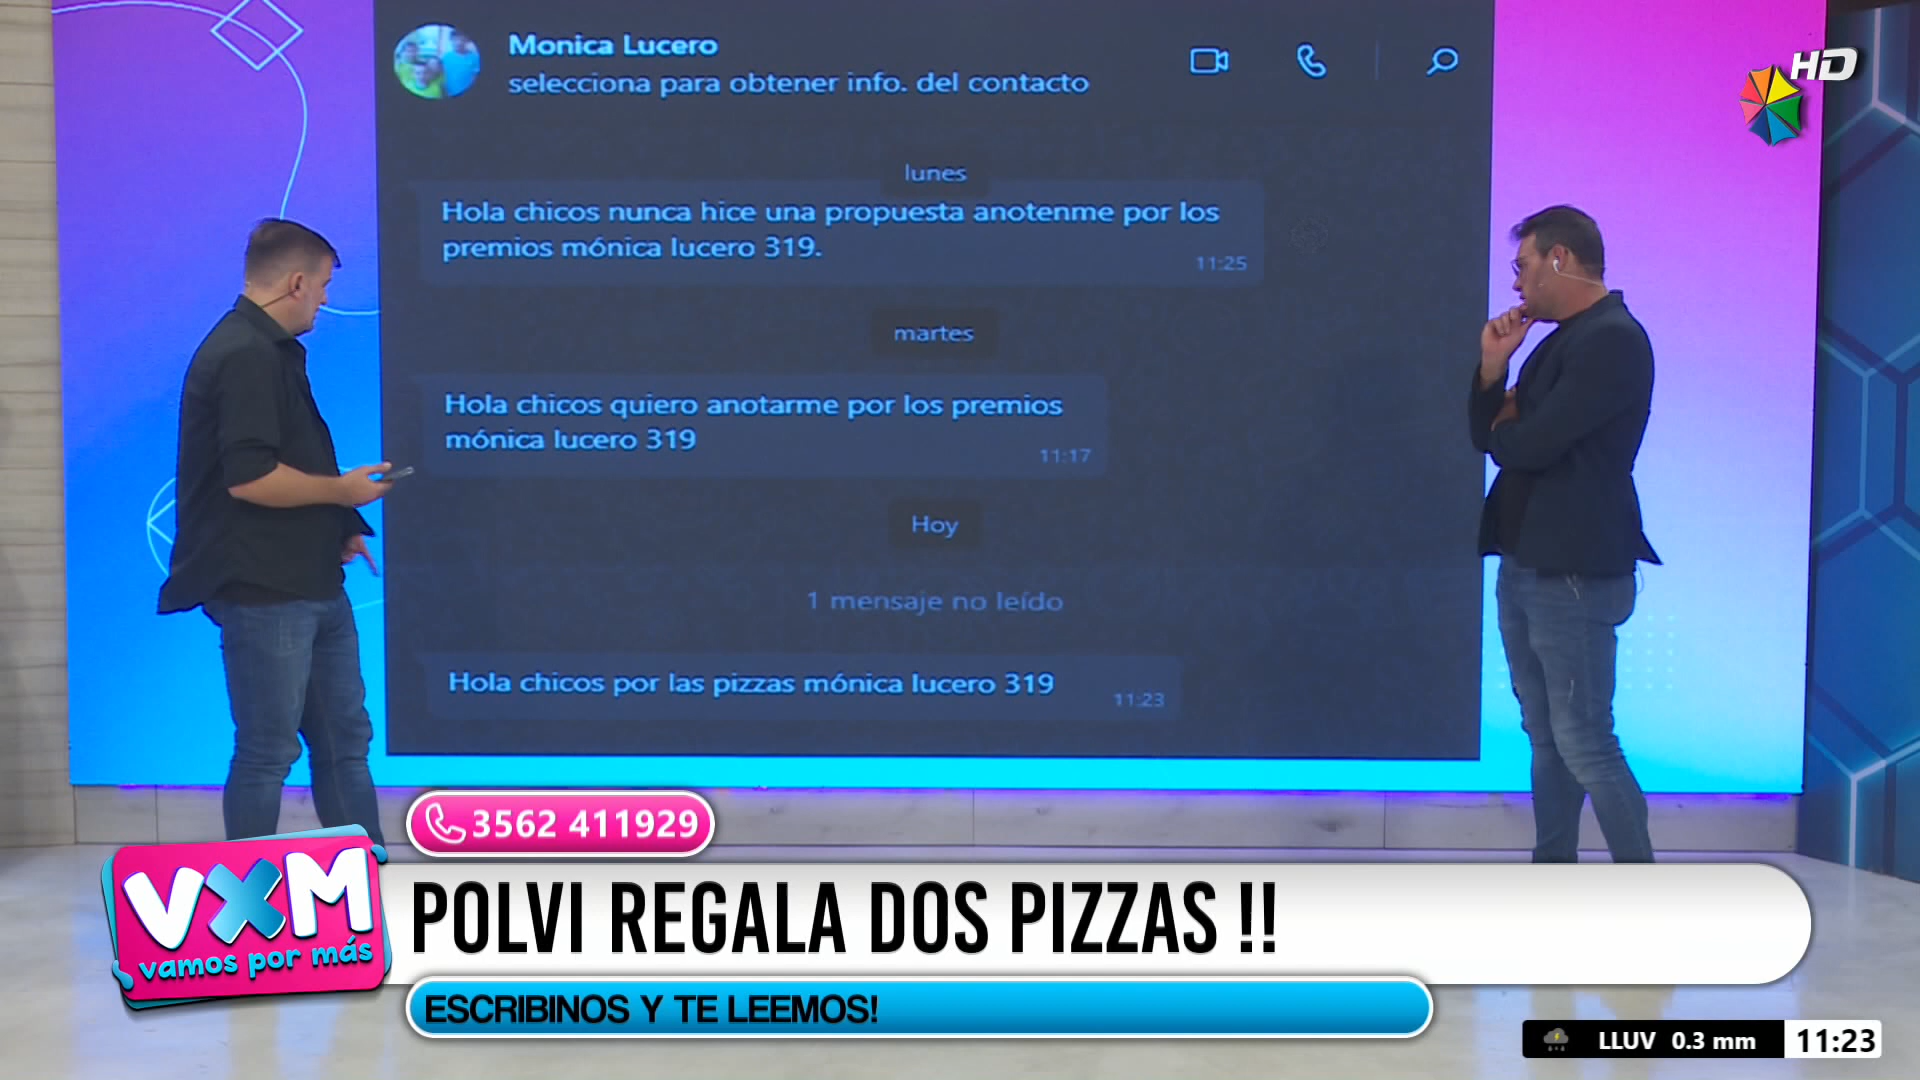 Monica Lucero
selecciona para obtener info. del contacto
HD
lunes
Hola chicos nunca hice una propuesta anotenme por los
premios mónica lucero 319.
11:25
martes
Hola chicos quiero anotarme por los premios
mónica lucero 319
11:17
Hoy
1 mensaje no leído
Hola chicos por las pizzas mónica lucero 319
11:23
3562 411929
VXM
vamos por más
POLVI REGALA DOS PIZZAS !!
ESCRIBINOS Y TE LEEMOS!
LLUV 0.3 mm
11:23